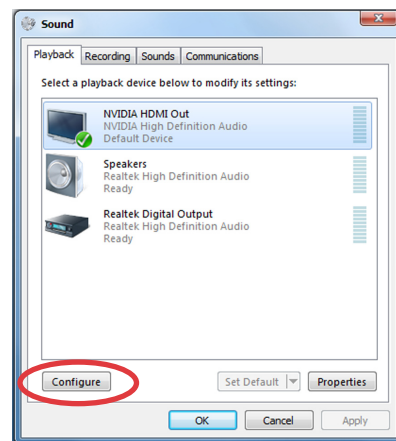 Sound
Playback Recording Sounds Communications
Select a playback device below to modify its settings:
NVIDIA HDMI Out
NVIDIA High Definition Audio
Default Device
Speakers
Realtek High Definition Audio
Ready
Realtek Digital Output
Realtek High Definition Audio
Ready
Configure Set Default Properties
OK Cancel Apply